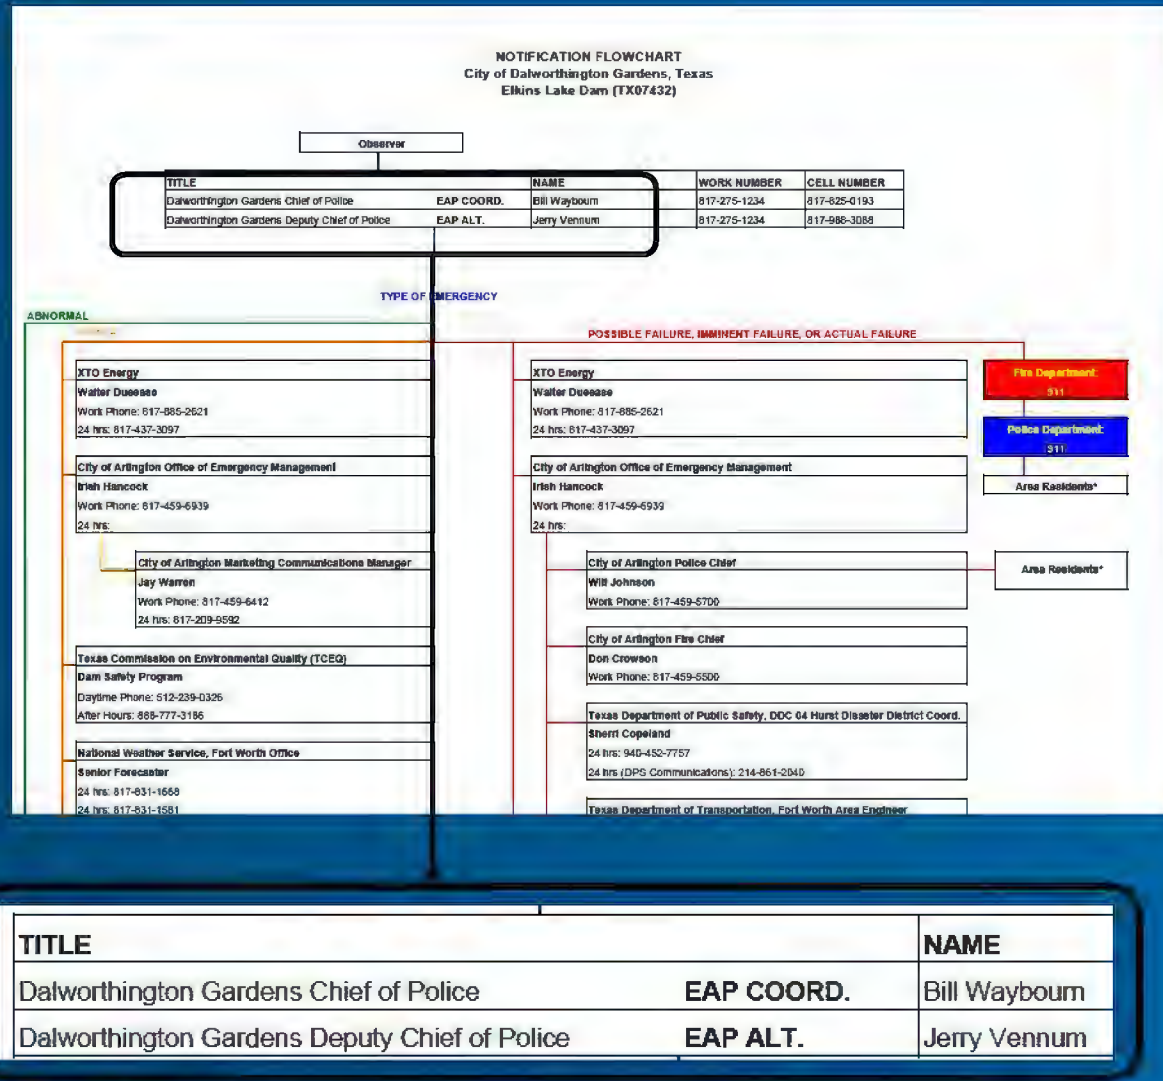 NOTIFICATION FLOWCHART
City of Dalworthington Gardens, Texas
Elkins Lake Dam (TX07432)
Observer
TITLE NAME WORK NUMBER CELL NUMBER
Dalworthington Gardens Chief of Police EAP COORD. Bill Waybourn 817-275-1234 817-825-0193
Dalworthington Gardens Deputy Chief of Police EAP ALT. Jerry Vennum 817-275-1234 817-988-3088
TYPE OF EMERGENCY
ABNORMAL
POSSIBLE FAILURE, IMMINENT FAILURE, OR ACTUAL FAILURE
XTO Energy
Walter Dueease
Work Phone: 817-885-2621
24 hrs: 817-437-3097
City of Arlington Office of Emergency Management
Irish Hancock
Work Phone: 817-459-6939
24 hrs:
City of Arlington Marketing Communications Manager
Jay Warren
Work Phone: 817-459-6412
24 hrs: 817-209-9592
Texas Commission on Environmental Quality (TCEQ)
Dam Safety Program
Daytime Phone: 512-239-0326
After Hours: 888-777-3186
National Weather Service, Fort Worth Office
Senior Forecaster
24 hrs: 817-831-1568
24 hrs: 817-831-1581
XTO Energy
Walter Dueease
Work Phone: 817-885-2621
24 hrs: 817-437-3097
City of Arlington Office of Emergency Management
Irish Hancock
Work Phone: 817-459-6939
24 hrs:
City of Arlington Police Chief
Will Johnson
Work Phone: 817-459-5700
City of Arlington Fire Chief
Don Crowson
Work Phone: 817-459-5500
Texas Department of Public Safety, DDC 04 Hurst Disaster District Coord.
Sherri Copeland
24 hrs: 940-452-7757
24 hrs (DPS Communications): 214-861-2040
Texas Department of Transportation, Fort Worth Area Engineer
Fire Department:
911
Police Department:
911
Area Residents*
Area Residents*
TITLE NAME
Dalworthington Gardens Chief of Police EAP COORD. Bill Waybourn
Dalworthington Gardens Deputy Chief of Police EAP ALT. Jerry Vennum